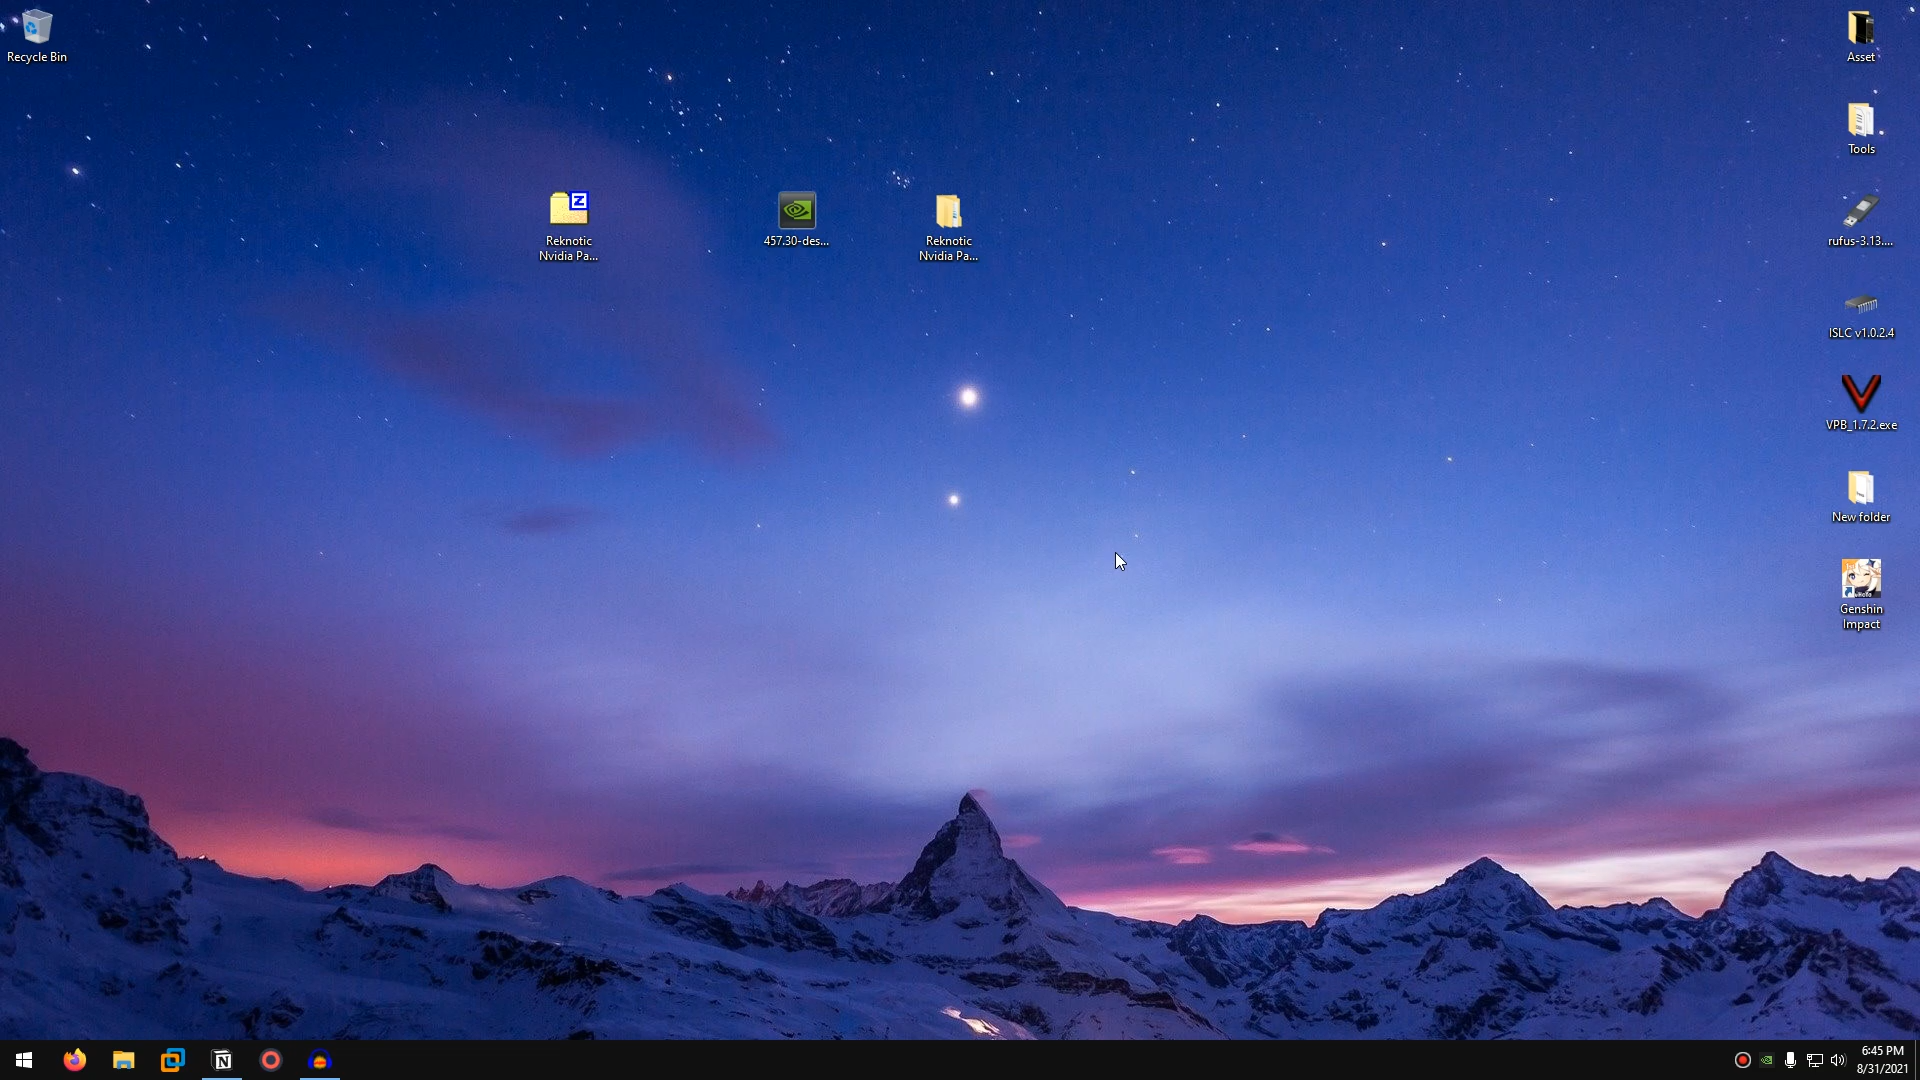 Recycle Bin
Reknotic
Nvidia Pa...
457.30-des...
Reknotic
Nvidia Pa...
Asset
Tools
rufus-3.13....
ISLC v1.0.2.4
VPB_1.7.2.exe
New folder
Genshin
Impact
6:45 PM
8/31/2021